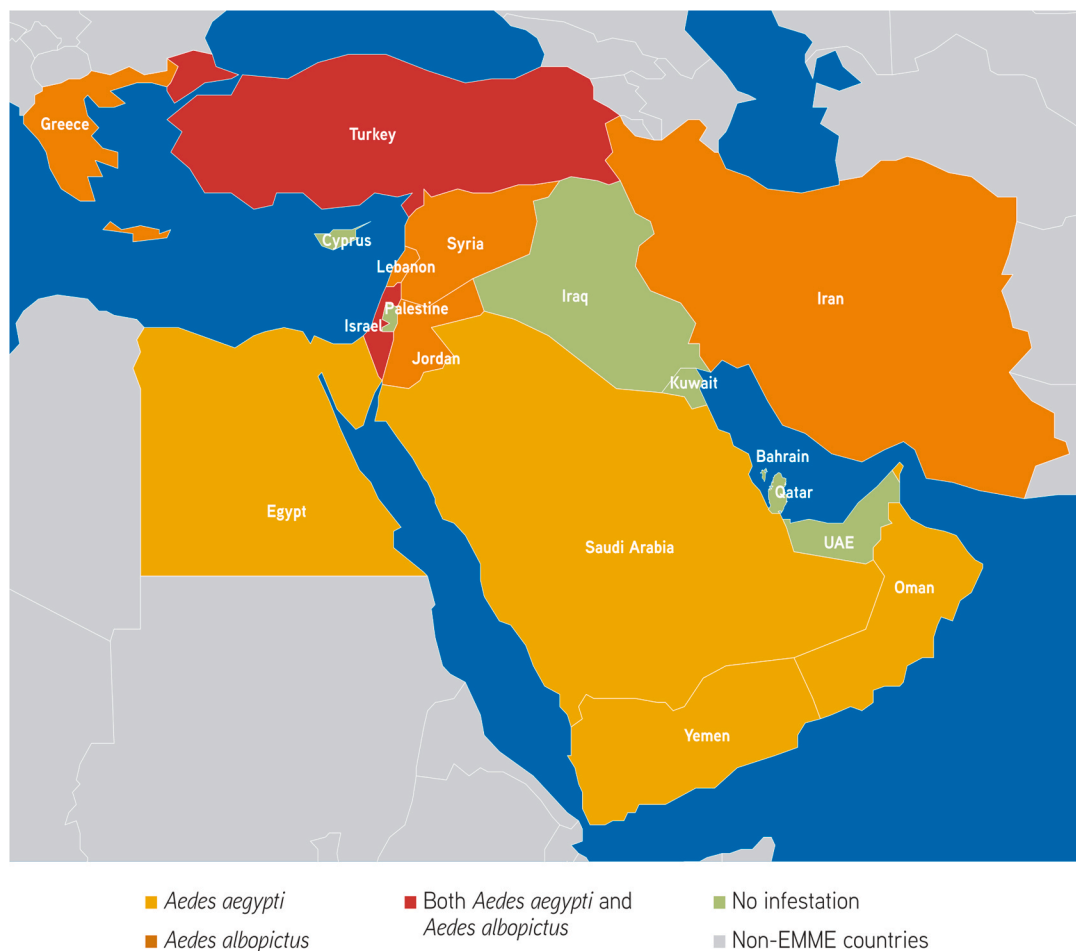 Greece
Turkey
Cyprus
Syria
Lebanon
Palestine
Israel
Jordan
Iraq
Iran
Kuwait
Bahrain
Qatar
UAE
Egypt
Saudi Arabia
Oman
Yemen
Aedes aegypti
Aedes albopictus
Both Aedes aegypti and
Aedes albopictus
No infestation
Non-EMME countries